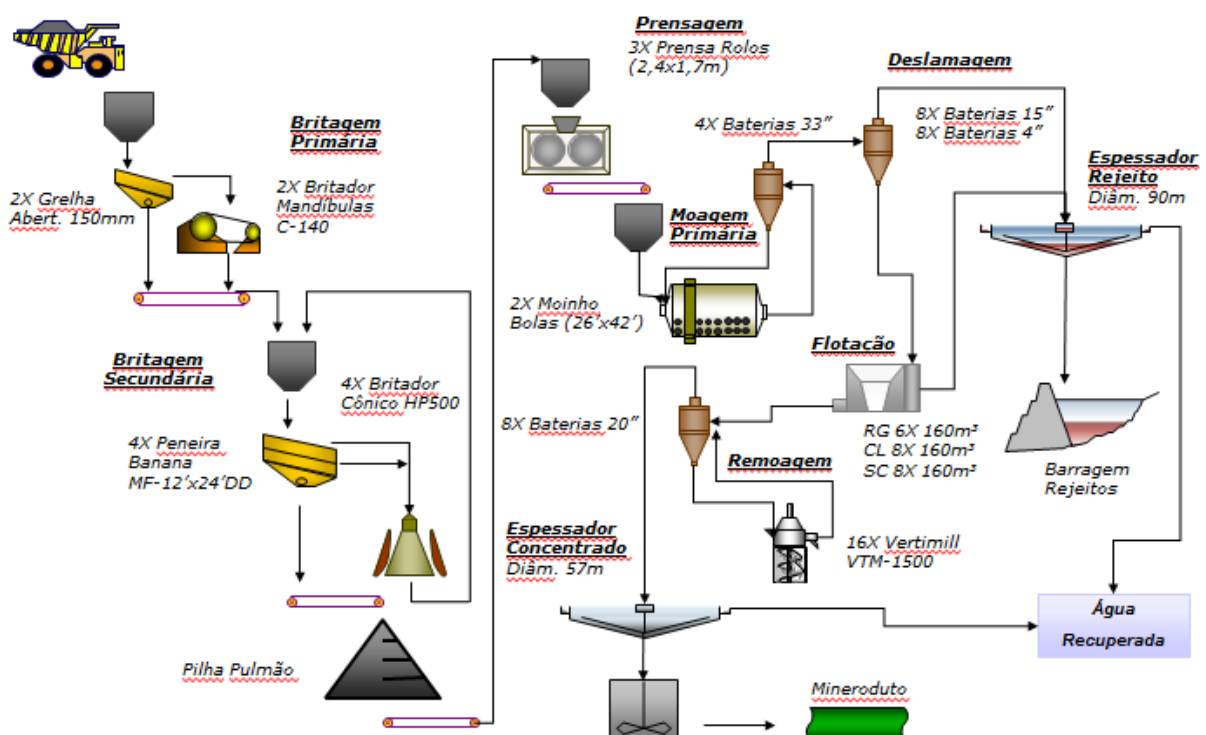 Prensagem
3X Prensa Rolos
(2,4x1,7m)
Deslamagem
Britagem
Primária
4X Baterias 33”
8X Baterias 15”
8X Baterias 4”
Espessador
Rejeito
Diâm. 90m
2X Grelha
Abert. 150mm
2X Britador
Mandíbulas
C-140
Moagem
Primária
2X Moinho
Bolas (26’x42’)
Flotação
Britagem
Secundária
4X Britador
Cônico HP500
8X Baterias 20”
RG 6X 160m³
CL 8X 160m³
SC 8X 160m³
4X Peneira
Banana
MF-12’x24’DD
Remoagem
Barragem
Rejeitos
Espessador
Concentrado
Diâm. 57m
16X Vertimill
VTM-1500
Água
Recuperada
Pilha Pulmão
Mineroduto